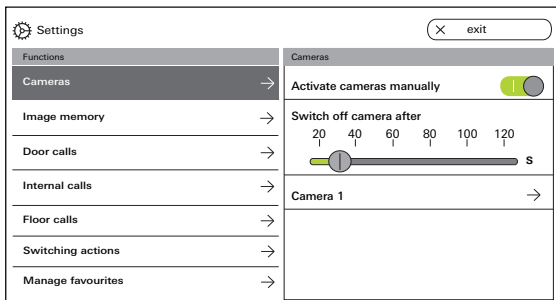 Settings
exit
Functions
Cameras
Image memory
Door calls
Internal calls
Floor calls
Switching actions
Manage favourites
Cameras
Activate cameras manually
Switch off camera after
20 40 60 80 100 120
S
Camera 1